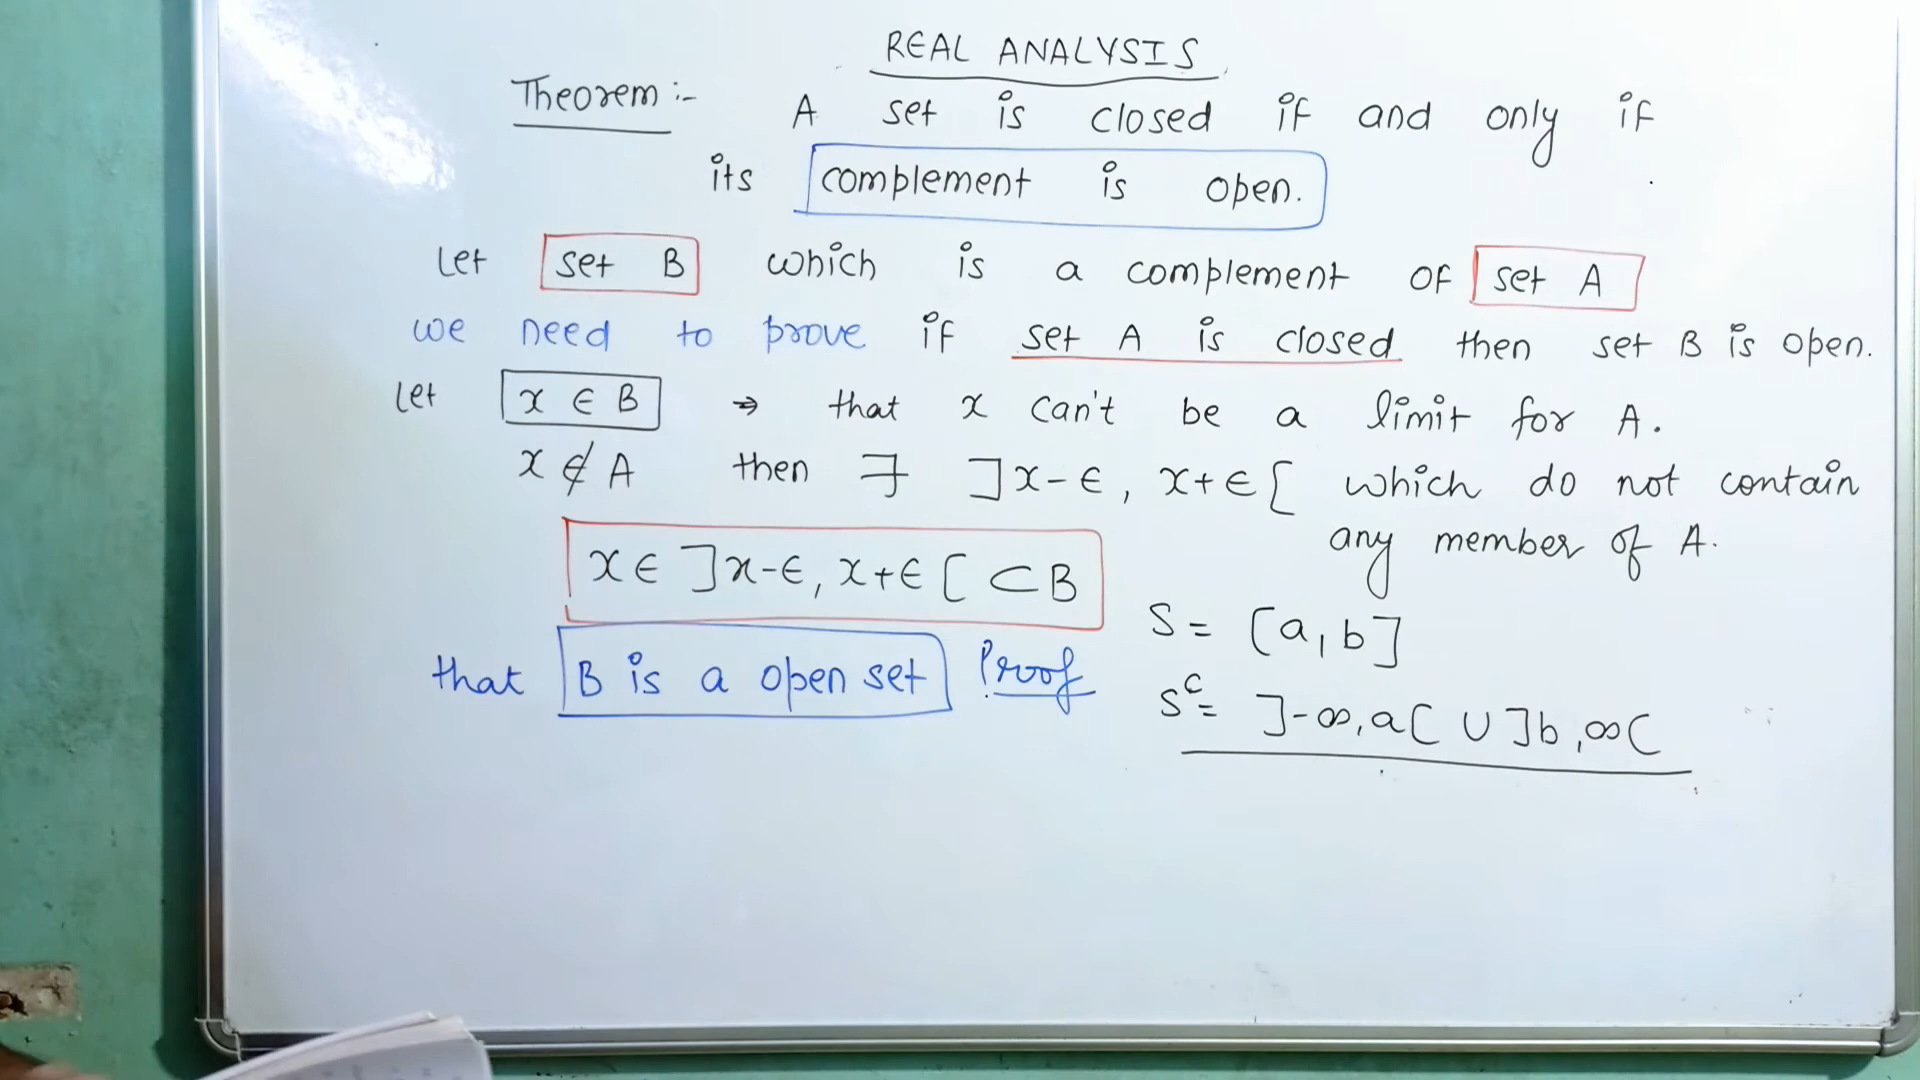 REAL ANALYSIS
Theorem :- A set is closed if and only if
its complement is open.
Let set B which is a complement of set A
we need to prove if set A is closed then set B is open.
Let x ∈ B ⇒ that x can't be a limit for A.
x ∉ A then ∃ ]x-ϵ, x+ϵ[ which do not contain
any member of A.
x ∈ ]x-ϵ, x+ϵ[ ⊂ B
S = [a, b]
that B is a open set Proof
Sᶜ = ]-∞, a[ ∪ ]b, ∞(